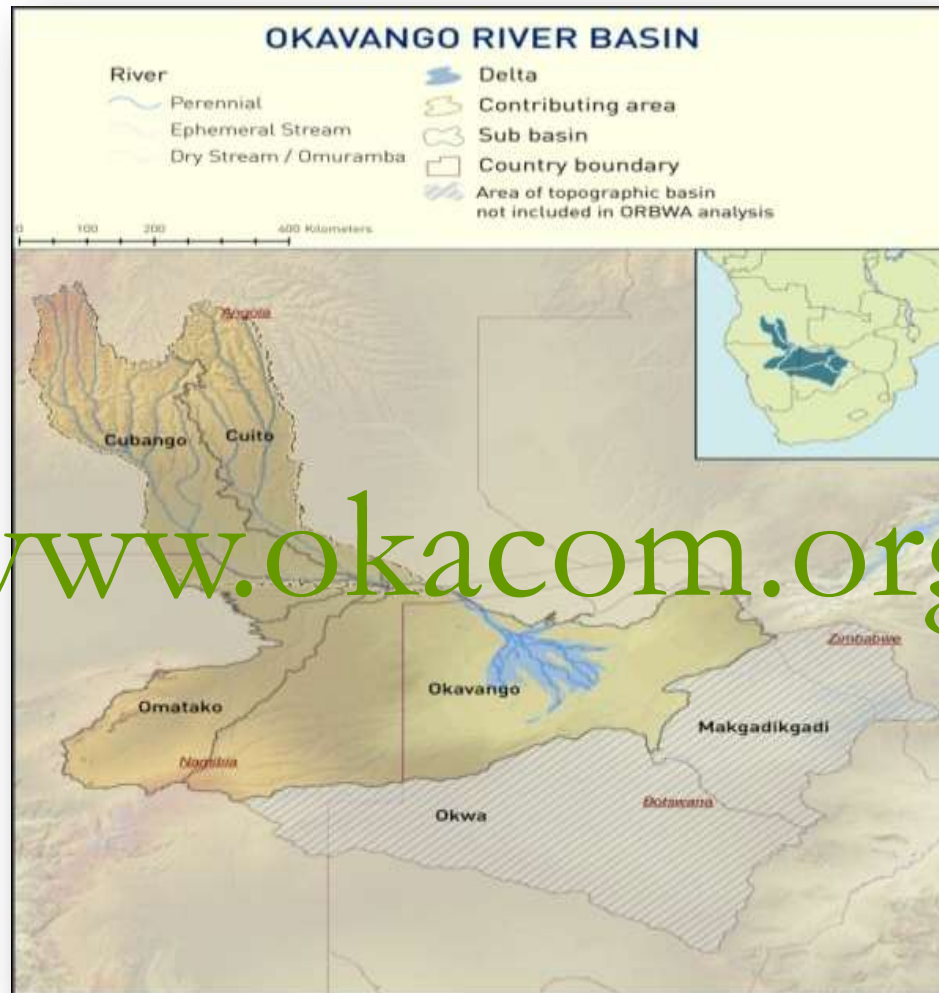 OKAVANGO RIVER BASIN
River
Perennial
Ephemeral Stream
Dry Stream / Omuramba
Delta
Contributing area
Sub basin
Country boundary
Area of topographic basin
not included in ORBWA analysis
0 100 200 400 Kilometers
Angola
Cubango
Cuito
www.okacom.org
Zimbabwe
Okavango
Omatako
Makgadikgadi
Namibia
Botswana
Okwa